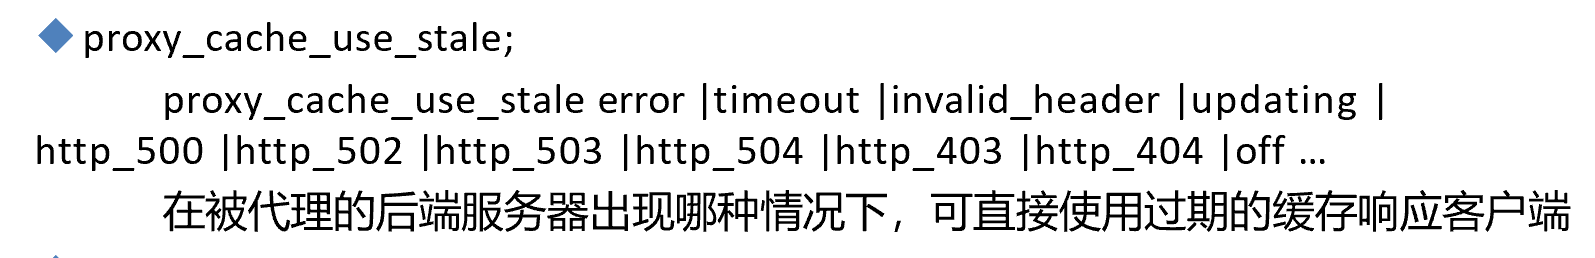 proxy_cache_use_stale;
proxy_cache_use_stale error |timeout |invalid_header |updating |
http_500 |http_502 |http_503 |http_504 |http_403 |http_404 |off …
在被代理的后端服务器出现哪种情况下，可直接使用过期的缓存响应客户端